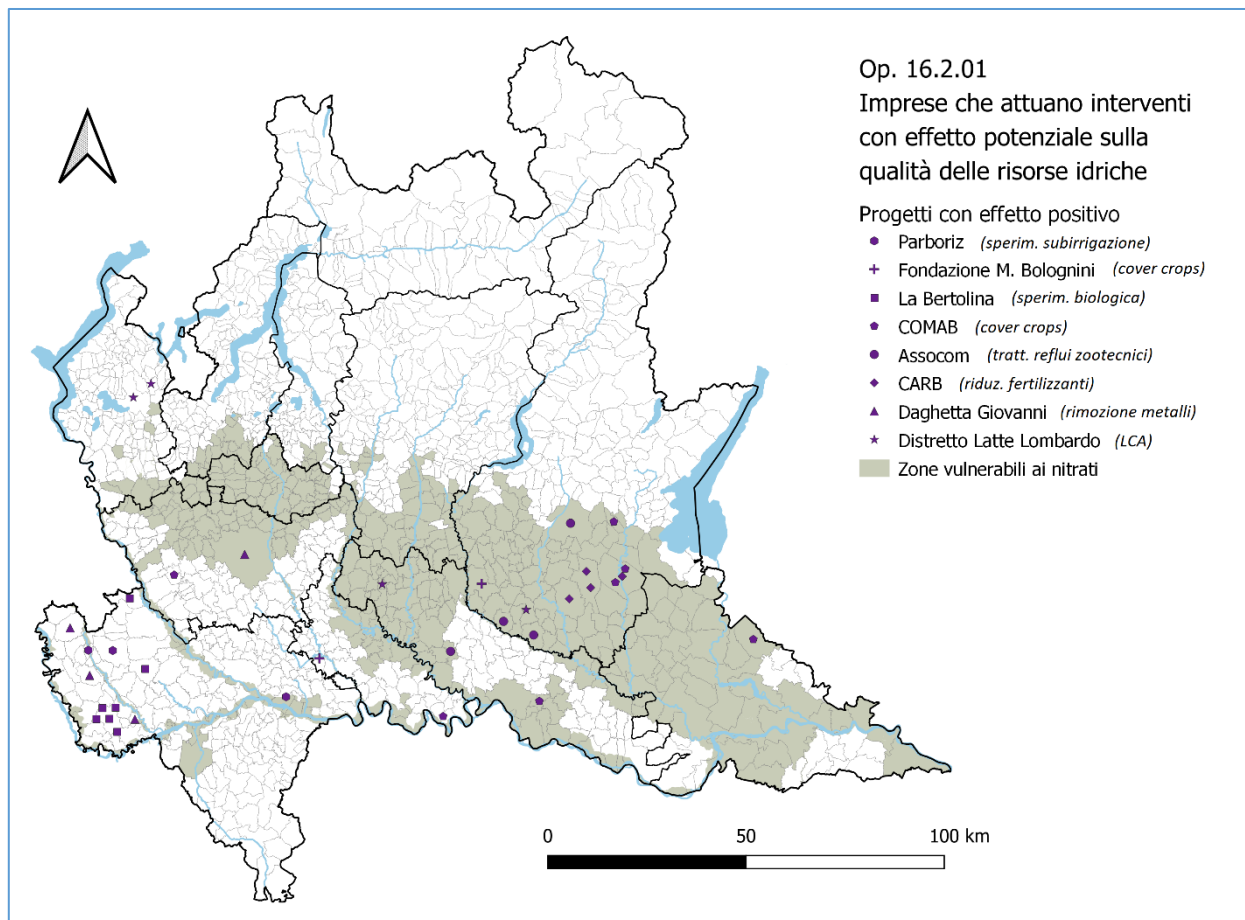 Op. 16.2.01
Imprese che attuano interventi
con effetto potenziale sulla
qualità delle risorse idriche
Progetti con effetto positivo
Parboriz (sperim. subirrigazione)
Fondazione M. Bolognini (cover crops)
La Bertolina (sperim. biologica)
COMAB (cover crops)
Assocom (tratt. reflui zootecnici)
CARB (riduz. fertilizzanti)
Daghetta Giovanni (rimozione metalli)
Distretto Latte Lombardo (LCA)
Zone vulnerabili ai nitrati
0 50 100 km